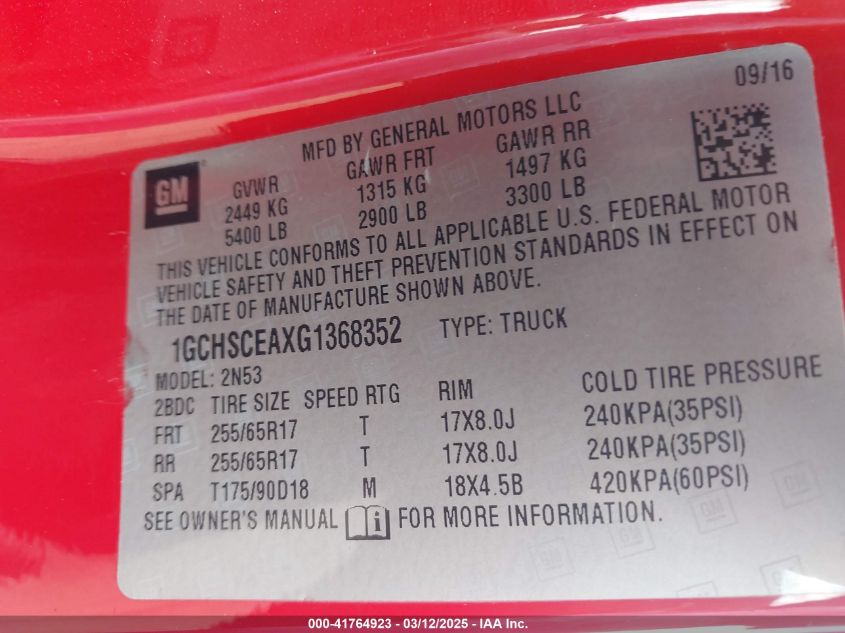 09/16
MFD BY GENERAL MOTORS LLC
GM
GVWR GAWR FRT GAWR RR
2449 KG 1315 KG 1497 KG
5400 LB 2900 LB 3300 LB
THIS VEHICLE CONFORMS TO ALL APPLICABLE U.S. FEDERAL MOTOR
VEHICLE SAFETY AND THEFT PREVENTION STANDARDS IN EFFECT ON
THE DATE OF MANUFACTURE SHOWN ABOVE.
1GCHSCEAXG1368352 TYPE: TRUCK
MODEL: 2N53
2BDC TIRE SIZE SPEED RTG RIM COLD TIRE PRESSURE
FRT 255/65R17 T 17X8.0J 240KPA(35PSI)
RR 255/65R17 T 17X8.0J 240KPA(35PSI)
SPA T175/90D18 M 18X4.5B 420KPA(60PSI)
SEE OWNER'S MANUAL i FOR MORE INFORMATION.
000-41764923 - 03/12/2025 - IAA Inc.